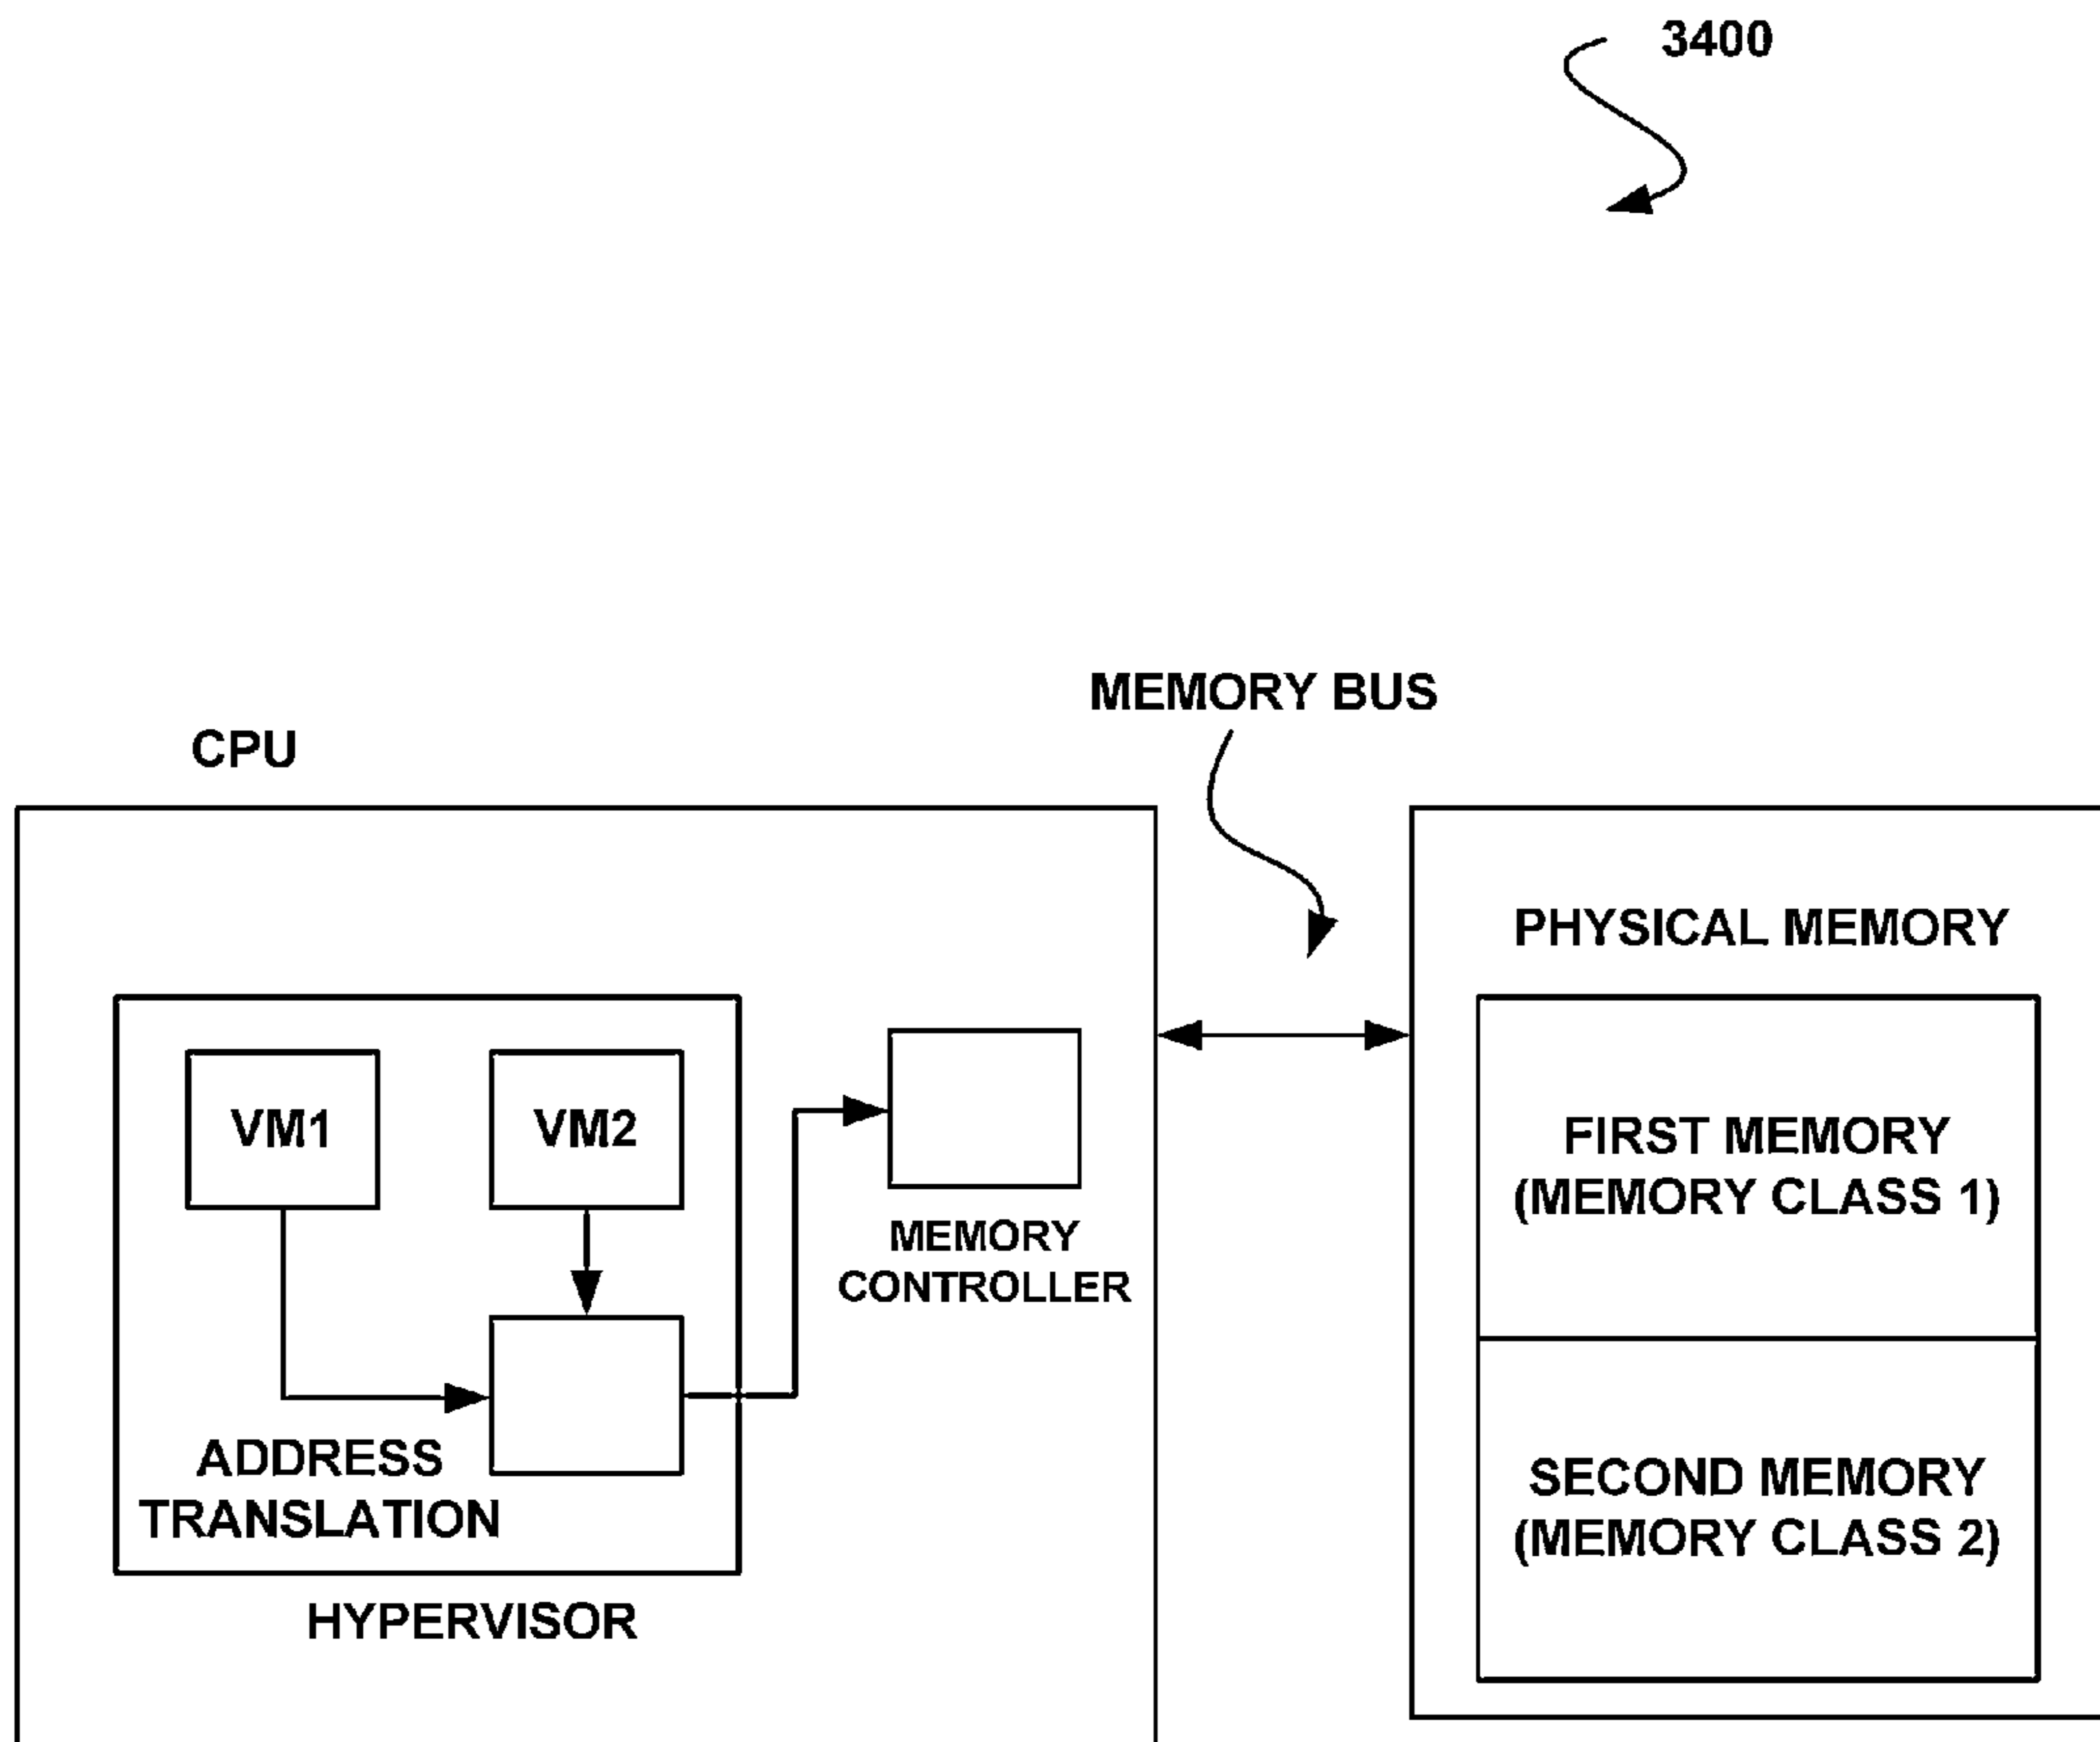 3400
MEMORY BUS
CPU
PHYSICAL MEMORY
VM1
VM2
FIRST MEMORY
(MEMORY CLASS 1)
MEMORY
CONTROLLER
ADDRESS
TRANSLATION
SECOND MEMORY
(MEMORY CLASS 2)
HYPERVISOR